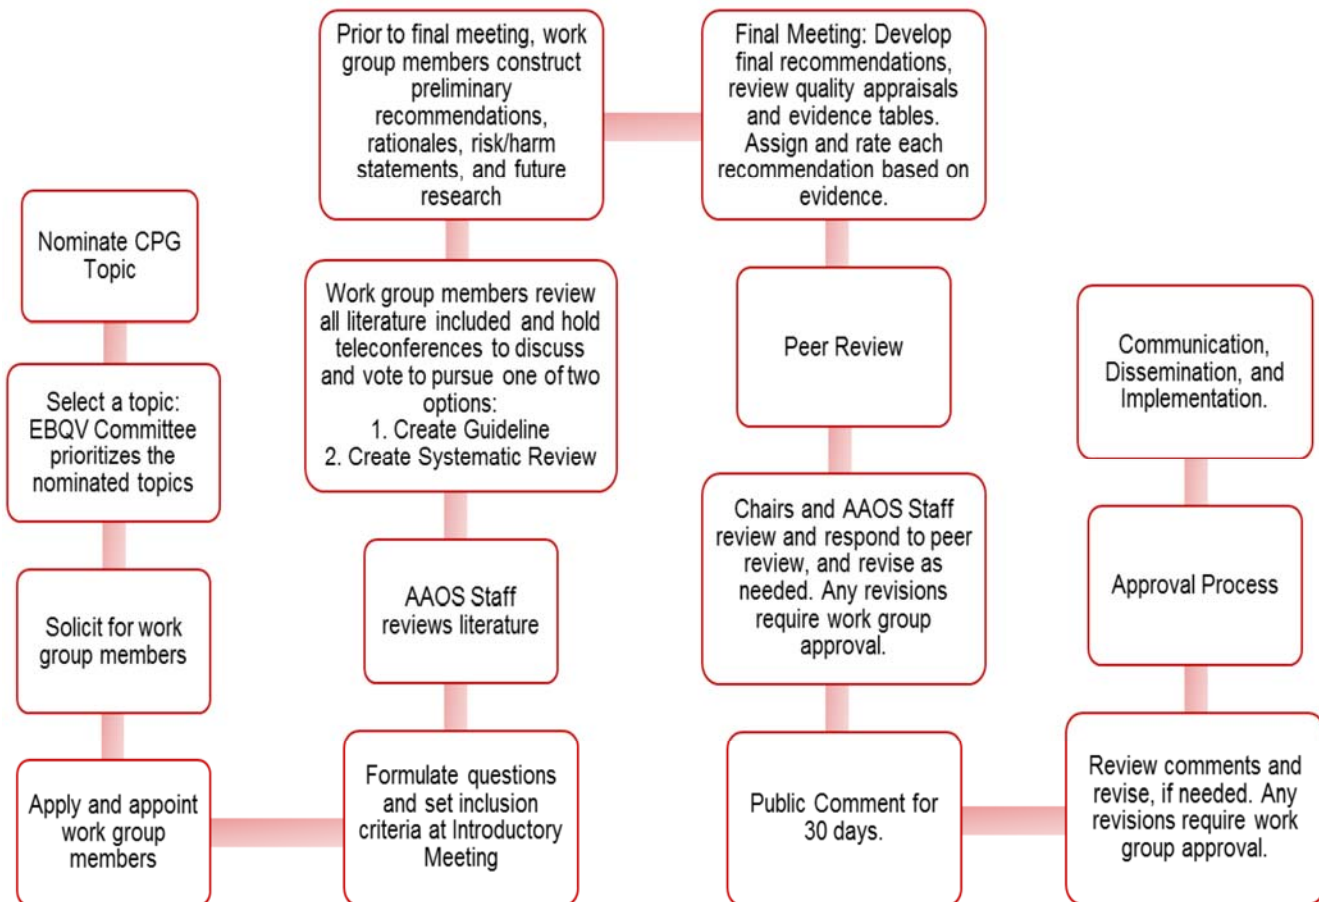 Nominate CPG
Topic
Select a topic:
EBQV Committee
prioritizes the
nominated topics
Solicit for work
group members
Apply and appoint
work group
members
Formulate questions
and set inclusion
criteria at Introductory
Meeting
AAOS Staff
reviews literature
Work group members review
all literature included and hold
teleconferences to discuss
and vote to pursue one of two
options:
1. Create Guideline
2. Create Systematic Review
Prior to final meeting, work
group members construct
preliminary
recommendations,
rationales, risk/harm
statements, and future
research
Final Meeting: Develop
final recommendations,
review quality appraisals
and evidence tables.
Assign and rate each
recommendation based on
evidence.
Peer Review
Chairs and AAOS Staff
review and respond to peer
review, and revise as
needed. Any revisions
require work group
approval.
Public Comment for
30 days.
Review comments and
revise, if needed. Any
revisions require work
group approval.
Approval Process
Communication,
Dissemination, and
Implementation.